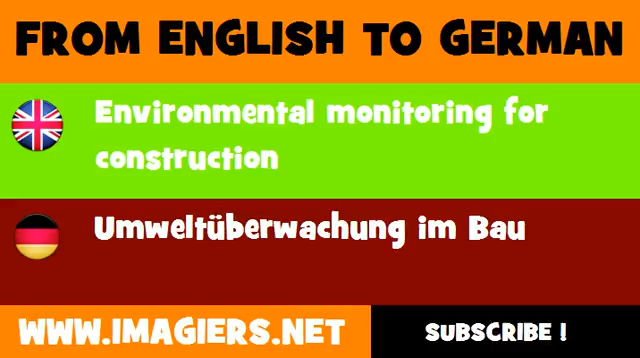 FROM ENGLISH TO GERMAN
Environmental monitoring for
construction
Umweltüberwachung im Bau
WWW.IMAGIERS.NET
SUBSCRIBE !